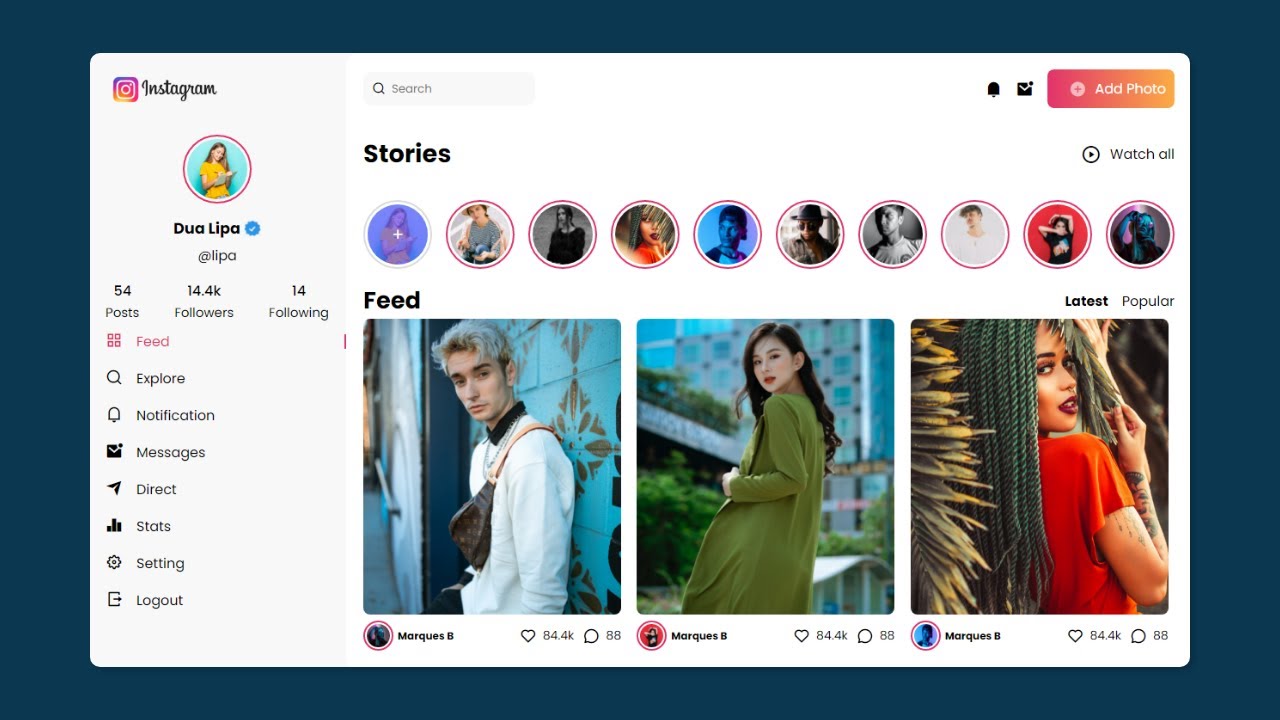 Instagram
Search
Add Photo
Dua Lipa
@lipa
54 14.4k 14
Posts Followers Following
Feed
Explore
Notification
Messages
Direct
Stats
Setting
Logout
Stories
Watch all
Feed
Latest Popular
Marques B 84.4k 88
Marques B 84.4k 88
Marques B 84.4k 88